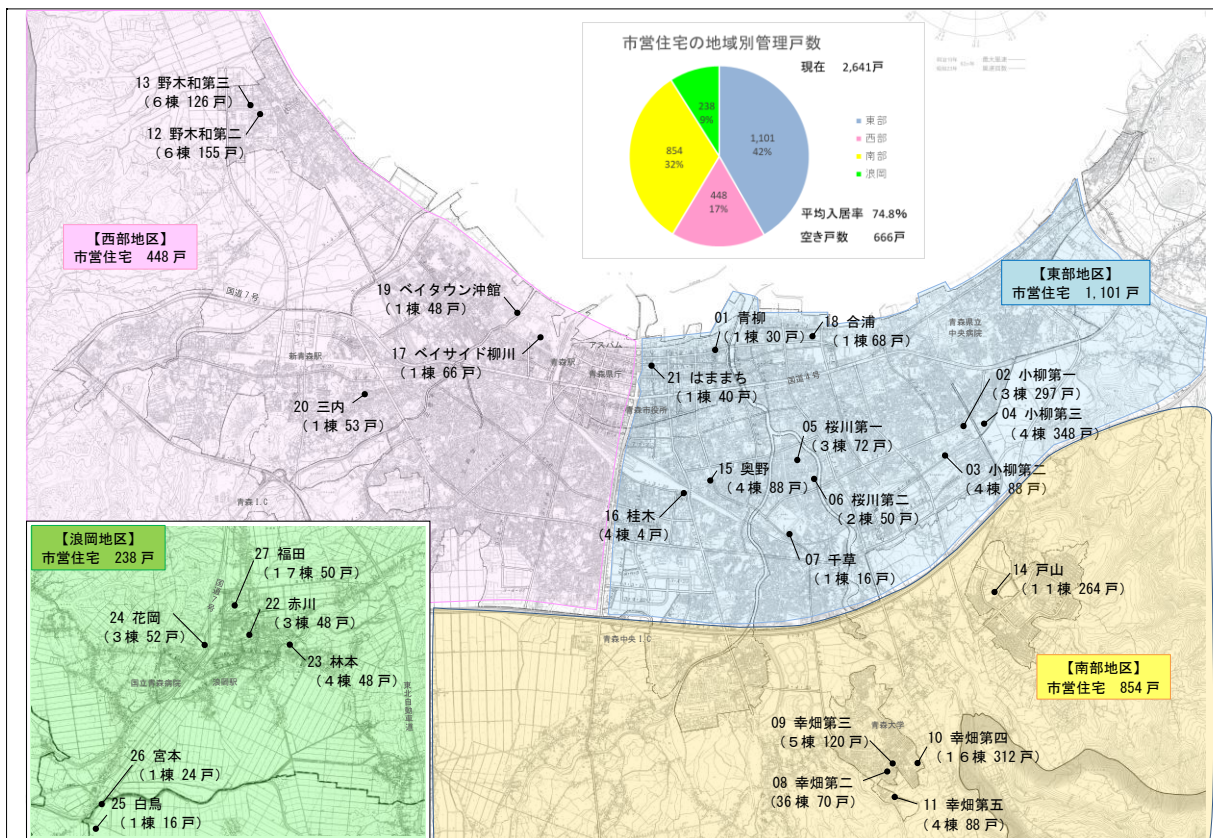 市営住宅の地域別管理戸数
現在　2,641戸
238
9%
1,101
42%
854
32%
448
17%
東部
西部
南部
浪岡
平均入居率　74.8%
空き戸数　666戸
13 野木和第三
（6棟 126戸）
12 野木和第二
（6棟 155戸）
【西部地区】
市営住宅 448戸
国道7号
19 ベイタウン沖館
（1棟 48戸）
17 ベイサイド柳川
（1棟 66戸）
新青森駅
青森駅
アスパム
青森県庁
20 三内
（1棟 53戸）
青森I.C
【東部地区】
市営住宅 1,101戸
青森県立
中央病院
01 青柳
（1棟 30戸）
18 合浦
（1棟 68戸）
21 はままち
（1棟 40戸）
国道4号
青森市役所
02 小柳第一
（3棟 297戸）
04 小柳第三
（4棟 348戸）
05 桜川第一
（3棟 72戸）
03 小柳第二
（4棟 88戸）
15 奥野
（4棟 88戸）
06 桜川第二
（2棟 50戸）
16 桂木
（4棟 4戸）
07 千草
（1棟 16戸）
青森中央I.C
14 戸山
（11棟 264戸）
【南部地区】
市営住宅 854戸
青森大学
09 幸畑第三
（5棟 120戸）
10 幸畑第四
（16棟 312戸）
08 幸畑第二
（36棟 70戸）
11 幸畑第五
（4棟 88戸）
【浪岡地区】
市営住宅 238戸
27 福田
（17棟 50戸）
国道7号
22 赤川
（3棟 48戸）
24 花岡
（3棟 52戸）
23 林本
（4棟 48戸）
国立青森病院
浪岡駅
東北自動車道
26 宮本
（1棟 24戸）
25 白鳥
（1棟 16戸）